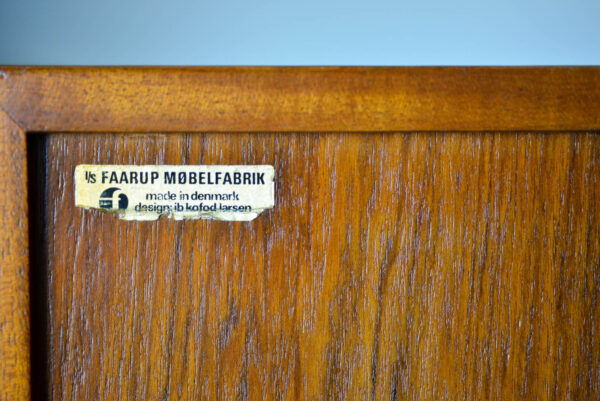 I/S FAARUP MØBELFABRIK
made in denmark
design: ib kofod-larsen